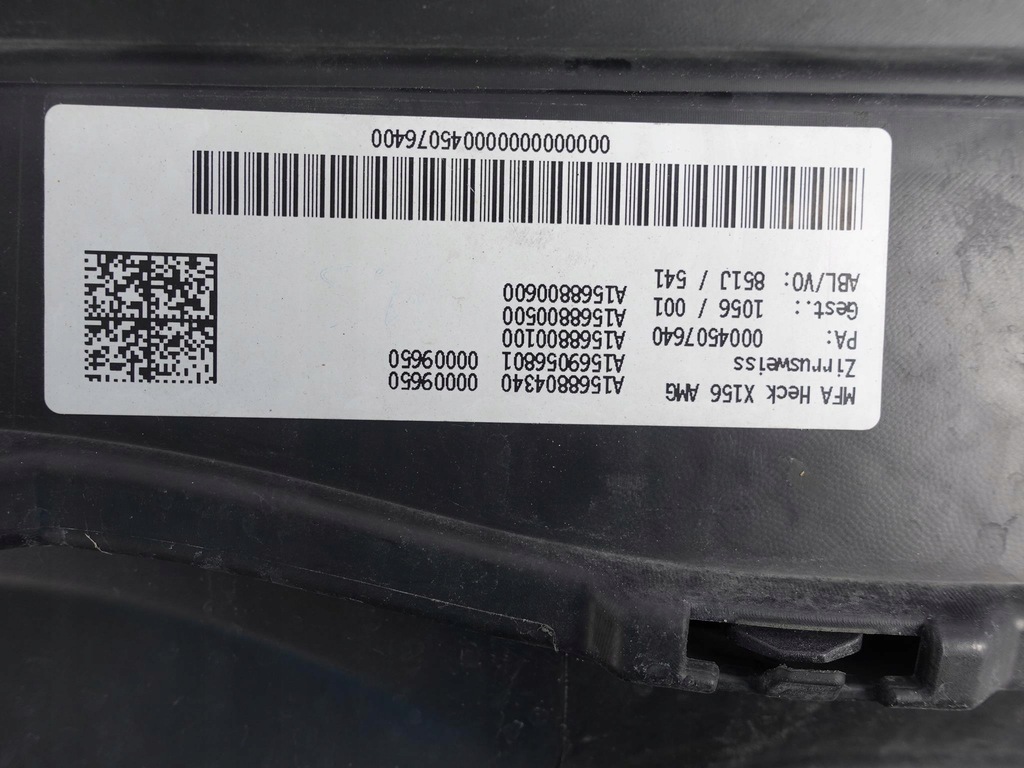 MFA Heck X156 AMG A1568804340 00009650
Zirrusweiss A1569056801 00009650
PA: 0004507640 A1568800100
Gest.: 1056 / 001 A1568800500
ABL/VO: 851J / 541 A1568800600
000000000000045076400